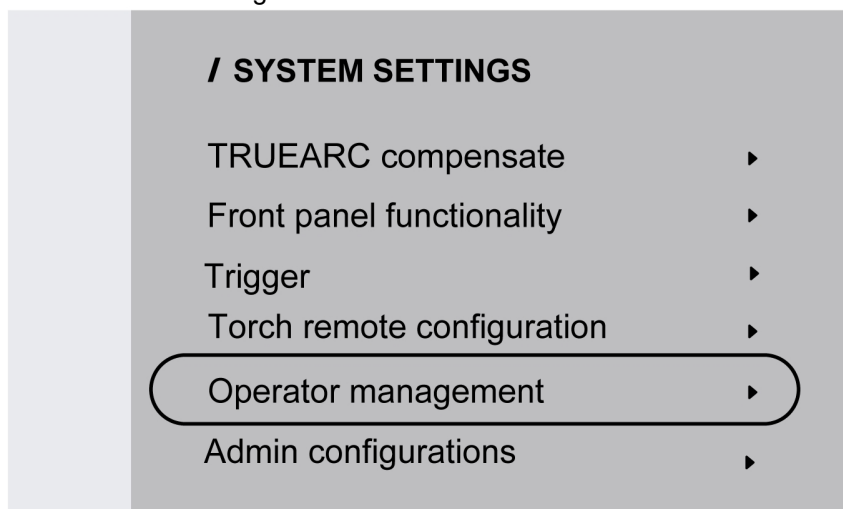 / SYSTEM SETTINGS
TRUEARC compensate
Front panel functionality
Trigger
Torch remote configuration
Operator management
Admin configurations